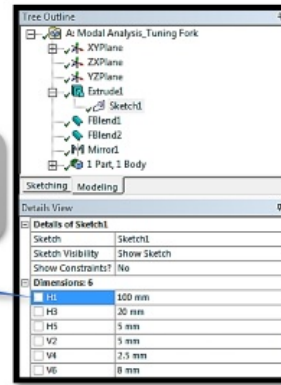 Tree Outline
A: Modal Analysis_Tuning Fork
XYPlane
ZXPlane
YZPlane
Extrude1
Sketch1
FBlend1
FBlend2
Mirror1
1 Part, 1 Body
Sketching Modeling
Details View
Details of Sketch1
Sketch Sketch1
Sketch Visibility Show Sketch
Show Constraints? No
Dimensions: 6
H1 100 mm
H3 20 mm
H5 5 mm
V2 5 mm
V4 2.5 mm
V6 8 mm